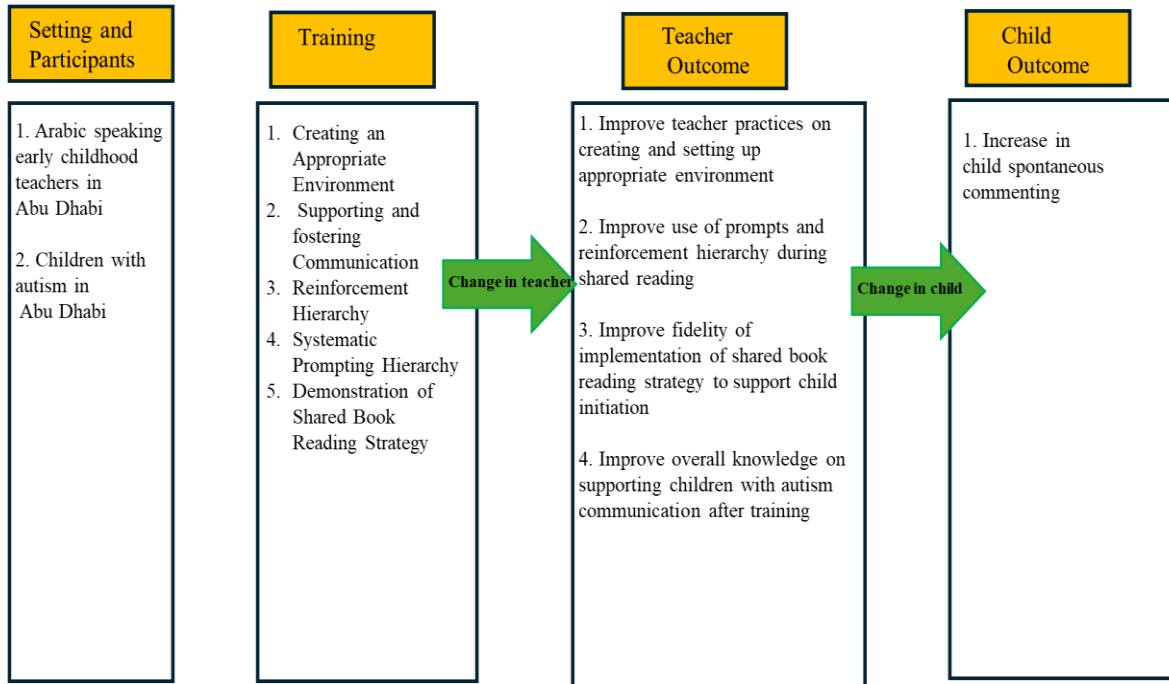 Setting and
Participants
1. Arabic speaking
early childhood
teachers in
Abu Dhabi
2. Children with
autism in
Abu Dhabi
Training
1. Creating an
Appropriate
Environment
2. Supporting and
fostering
Communication
3. Reinforcement
Hierarchy
4. Systematic
Prompting Hierarchy
5. Demonstration of
Shared Book
Reading Strategy
Change in teacher
Teacher
Outcome
1. Improve teacher practices on
creating and setting up
appropriate environment
2. Improve use of prompts and
reinforcement hierarchy during
shared reading
3. Improve fidelity of
implementation of shared book
reading strategy to support child
initiation
4. Improve overall knowledge on
supporting children with autism
communication after training
Change in child
Child
Outcome
1. Increase in
child spontaneous
commenting